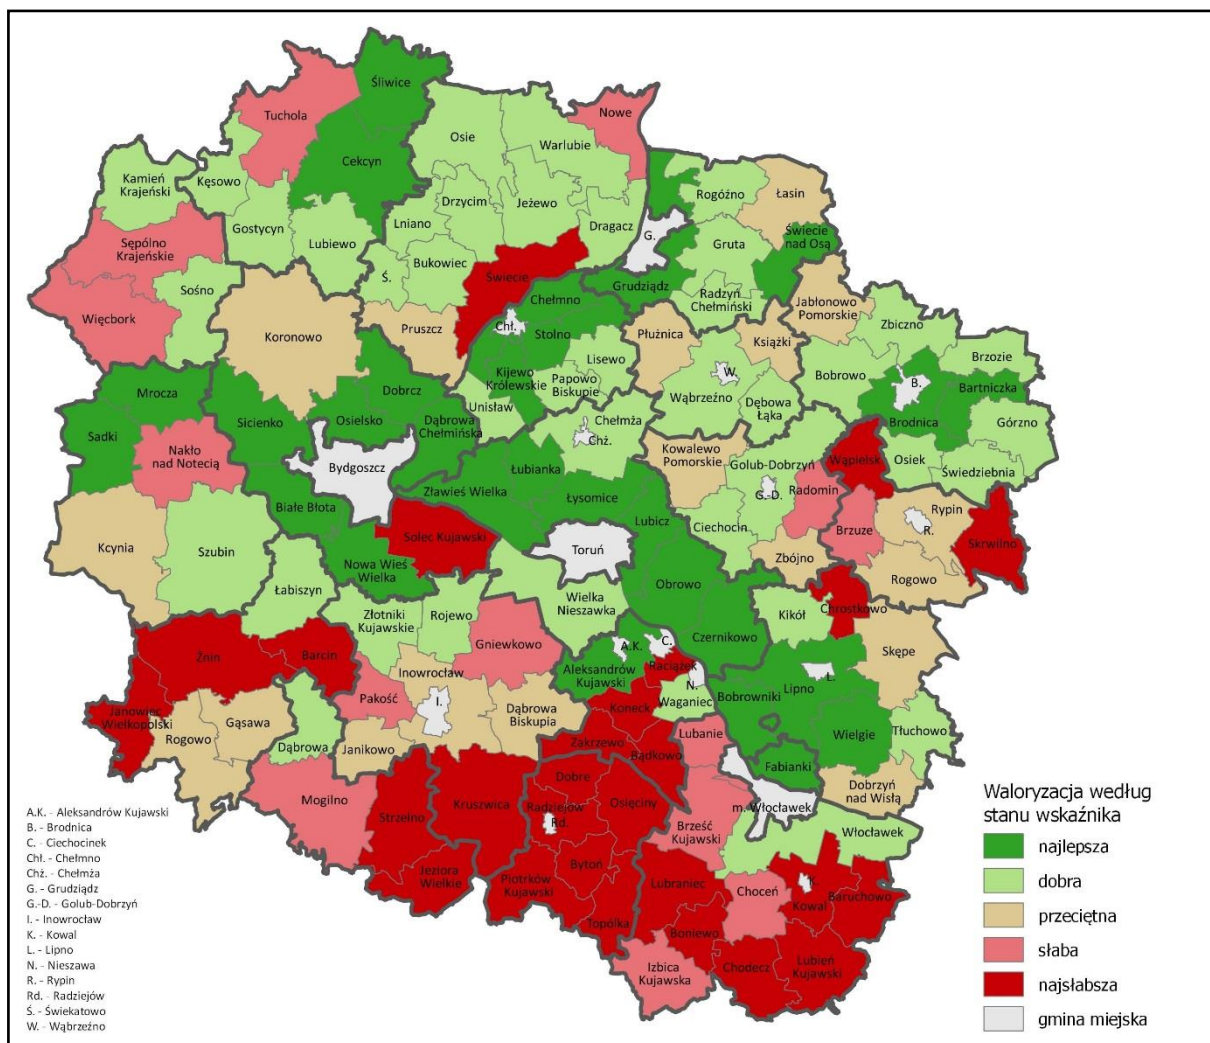 Śliwice
Tuchola
Nowe
Osie
Warlubie
Cekcyn
Kamień
Krajeński
Kęsowo
Rogóźno
Łasin
Drzycim
Jeżewo
Lniano
Dragacz
Gostycyn
Lubiewo
G.
Gruta
Świecie
nad Osą
Sępólno
Krajeńskie
Ś.
Bukowiec
Świecie
Sośno
Grudziądz
Radzyń
Chełmiński
Chełmno
Jabłonowo
Pomorskie
Więcbork
Koronowo
Pruszcz
Chł.
Stolno
Płużnica
Książki
Zbiczno
Lisewo
Brzozie
Kijewo
Królewskie
Papowo
Biskupie
W.
Bobrowo
B.
Bartniczka
Mrocza
Dobrcz
Wąbrzeźno
Dębowa
Łąka
Unisław
Sicienko
Osielsko
Dąbrowa
Chełmińska
Chełmża
Chż.
Brodnica
Górzno
Sadki
Nakło
nad Notecią
Kowalewo
Pomorskie
Wąpielsk
Osiek
Świedziebnia
Bydgoszcz
Łubianka
Golub-Dobrzyń
G.-D.
Radomin
Zławieś Wielka
Łysomice
Białe Błota
Lubicz
Ciechocin
Brzuze
Rypin
R.
Solec Kujawski
Skrwilno
Kcynia
Szubin
Toruń
Nowa Wieś
Wielka
Zbójno
Rogowo
Obrowo
Łabiszyn
Wielka
Nieszawka
Złotniki
Kujawskie
Rojewo
Kikół
Chrostkowo
Czernikowo
Gniewkowo
A.K.
C.
Skępe
Żnin
Barcin
Inowrocław
Aleksandrów
Kujawski
Raciążek
L.
N.
Bobrowniki
Lipno
Pakość
I.
Waganiec
Janowiec
Wielkopolski
Gąsawa
Dąbrowa
Biskupia
Koneck
Rogowo
Tłuchowo
Wielgie
Dąbrowa
Janikowo
Zakrzewo
Lubanie
Bądkowo
Fabianki
Dobre
Dobrzyń
nad Wisłą
Mogilno
Kruszwica
Radziejów
Rd.
Osięciny
m. Włocławek
Strzelno
Brześć
Kujawski
Włocławek
Bytoń
Jeziora
Wielkie
Piotrków
Kujawski
Lubraniec
Choceń
K.
Kowal
Baruchowo
Topólka
Boniewo
Izbica
Kujawska
Chodecz
Lubień
Kujawski
A.K. - Aleksandrów Kujawski
B. - Brodnica
C. - Ciechocinek
Chł. - Chełmno
Chż. - Chełmża
G. - Grudziądz
G.-D. - Golub-Dobrzyń
I. - Inowrocław
K. - Kowal
L. - Lipno
N. - Nieszawa
R. - Rypin
Rd. - Radziejów
Ś. - Świekatowo
W. - Wąbrzeźno
Waloryzacja według
stanu wskaźnika
najlepsza
dobra
przeciętna
słaba
najsłabsza
gmina miejska